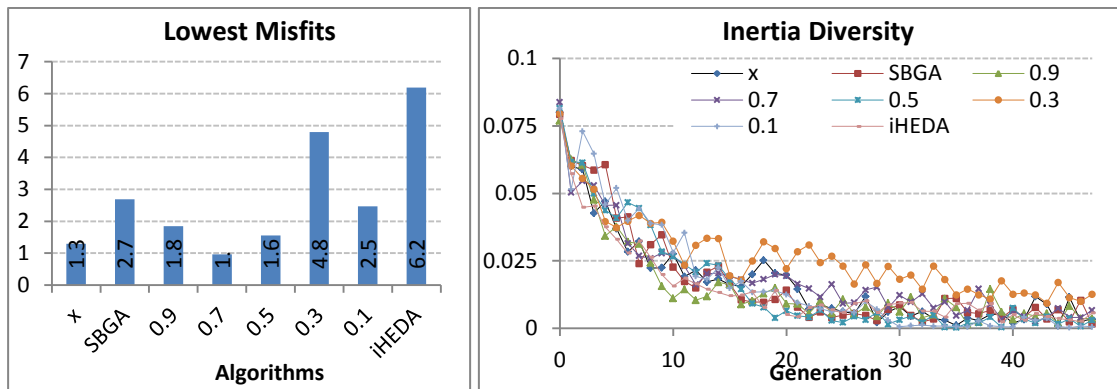 Lowest Misfits
7
6
5
4
3
2
1
0
1.3
2.7
1.8
1.
1.6
4.8
2.5
6.2
x
SBGA
0.9
0.7
0.5
0.3
0.1
iHEDA
Algorithms
Inertia Diversity
0.1
0.075
0.05
0.025
0
x SBGA 0.9
0.7 0.5 0.3
0.1 iHEDA
0 10 20 30 40
Generation